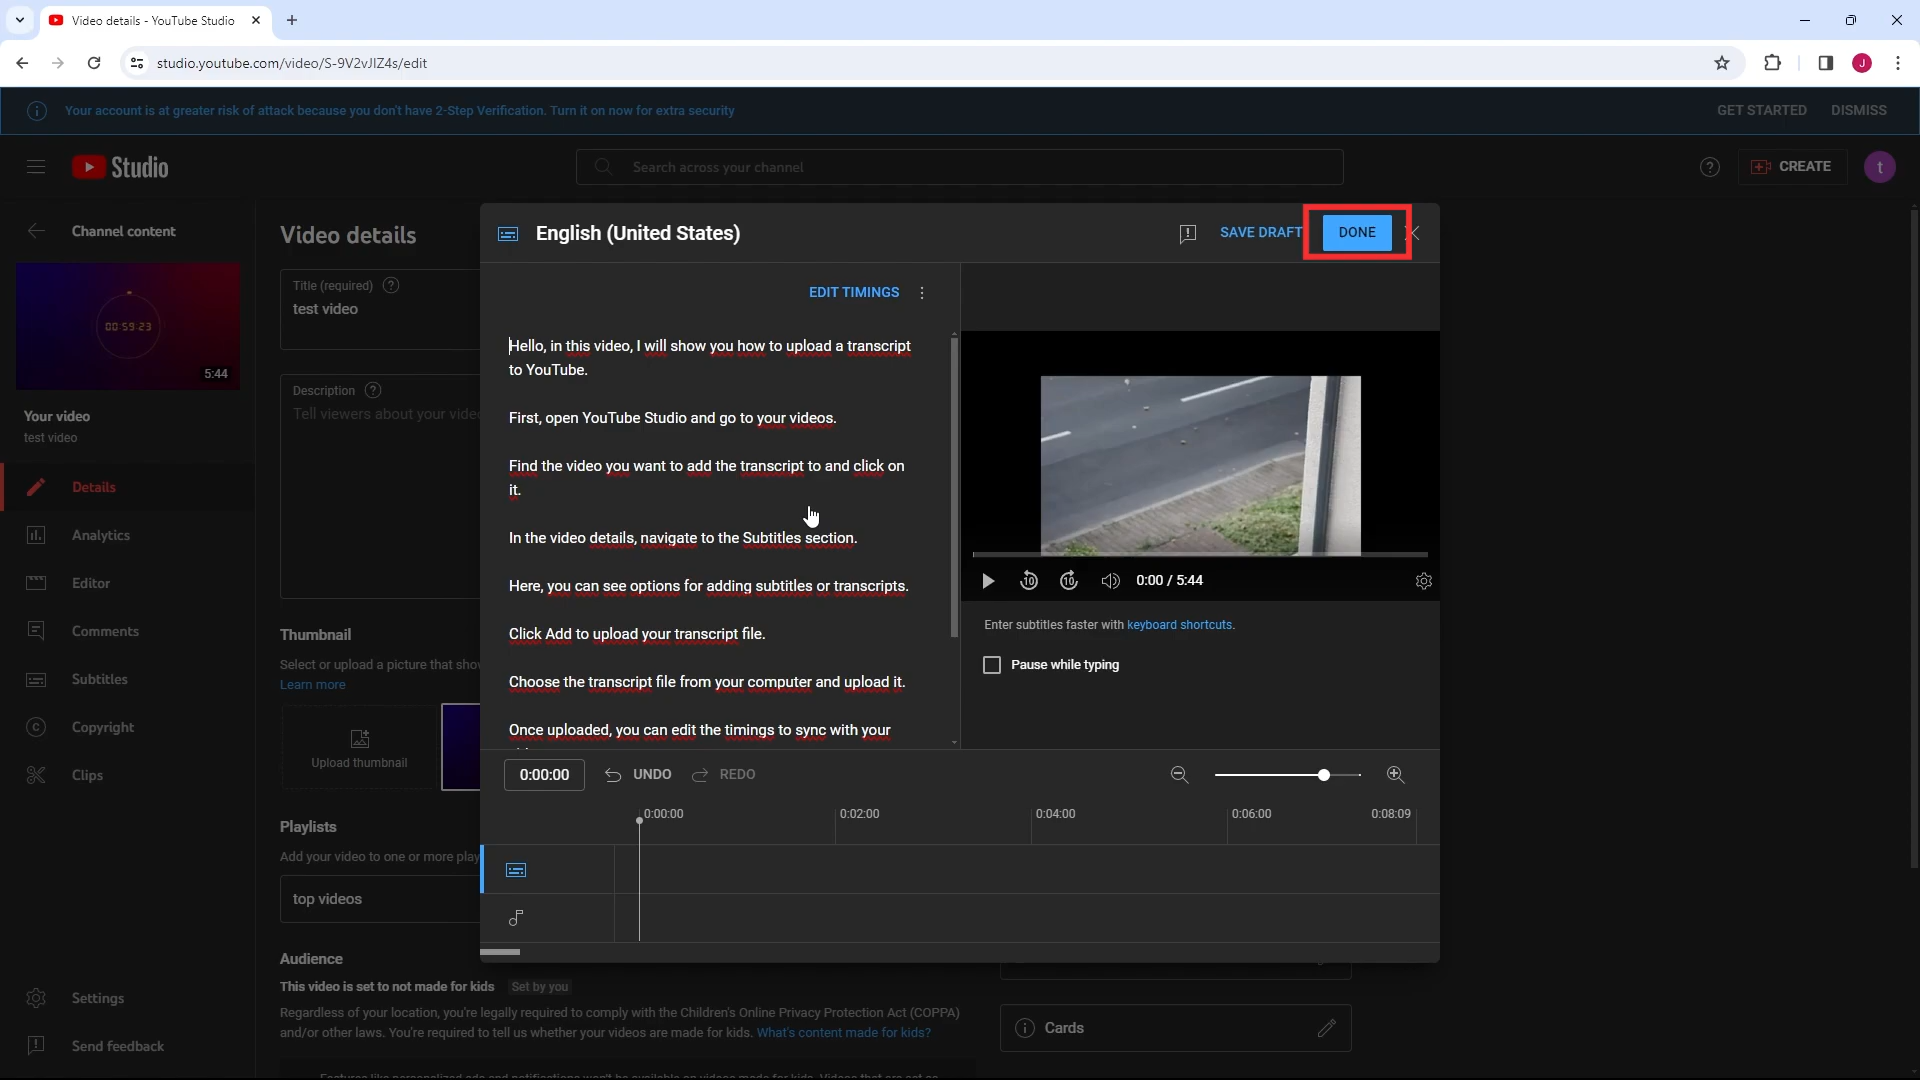 Video details - YouTube Studio
studio.youtube.com/video/S-9V2vJIZ4s/edit
J
Your account is at greater risk of attack because you don't have 2-Step Verification. Turn it on now for extra security
GET STARTED
DISMISS
Studio
Search across your channel
CREATE
t
Channel content
00:59:23
5:44
Your video
test video
Details
Analytics
Editor
Comments
Subtitles
Copyright
Clips
Settings
Send feedback
Video details
Title (required)
test video
Description
Tell viewers about your
Thumbnail
Select or upload a picture that
Learn more
Upload thumbnail
Playlists
Add your video to one or more
top videos
Audience
This video is set to not made for kids
Set by you
Regardless of your location, you're legally required to comply with the Children's Online Privacy Protection Act (COPPA)
and/or other laws. You're required to tell us whether your videos are made for kids. What's content made for kids?
Cards
English (United States)
SAVE DRAFT
DONE
EDIT TIMINGS
Hello, in this video, I will show you how to upload a transcript
to YouTube.
First, open YouTube Studio and go to your videos.
Find the video you want to add the transcript to and click on
it.
In the video details, navigate to the Subtitles section.
Here, you can see options for adding subtitles or transcripts.
Click Add to upload your transcript file.
Choose the transcript file from your computer and upload it.
Once uploaded, you can edit the timings to sync with your
10
10
0:00 / 5:44
Enter subtitles faster with keyboard shortcuts.
Pause while typing
0:00:00
UNDO
REDO
0:00:00
0:02:00
0:04:00
0:06:00
0:08:09